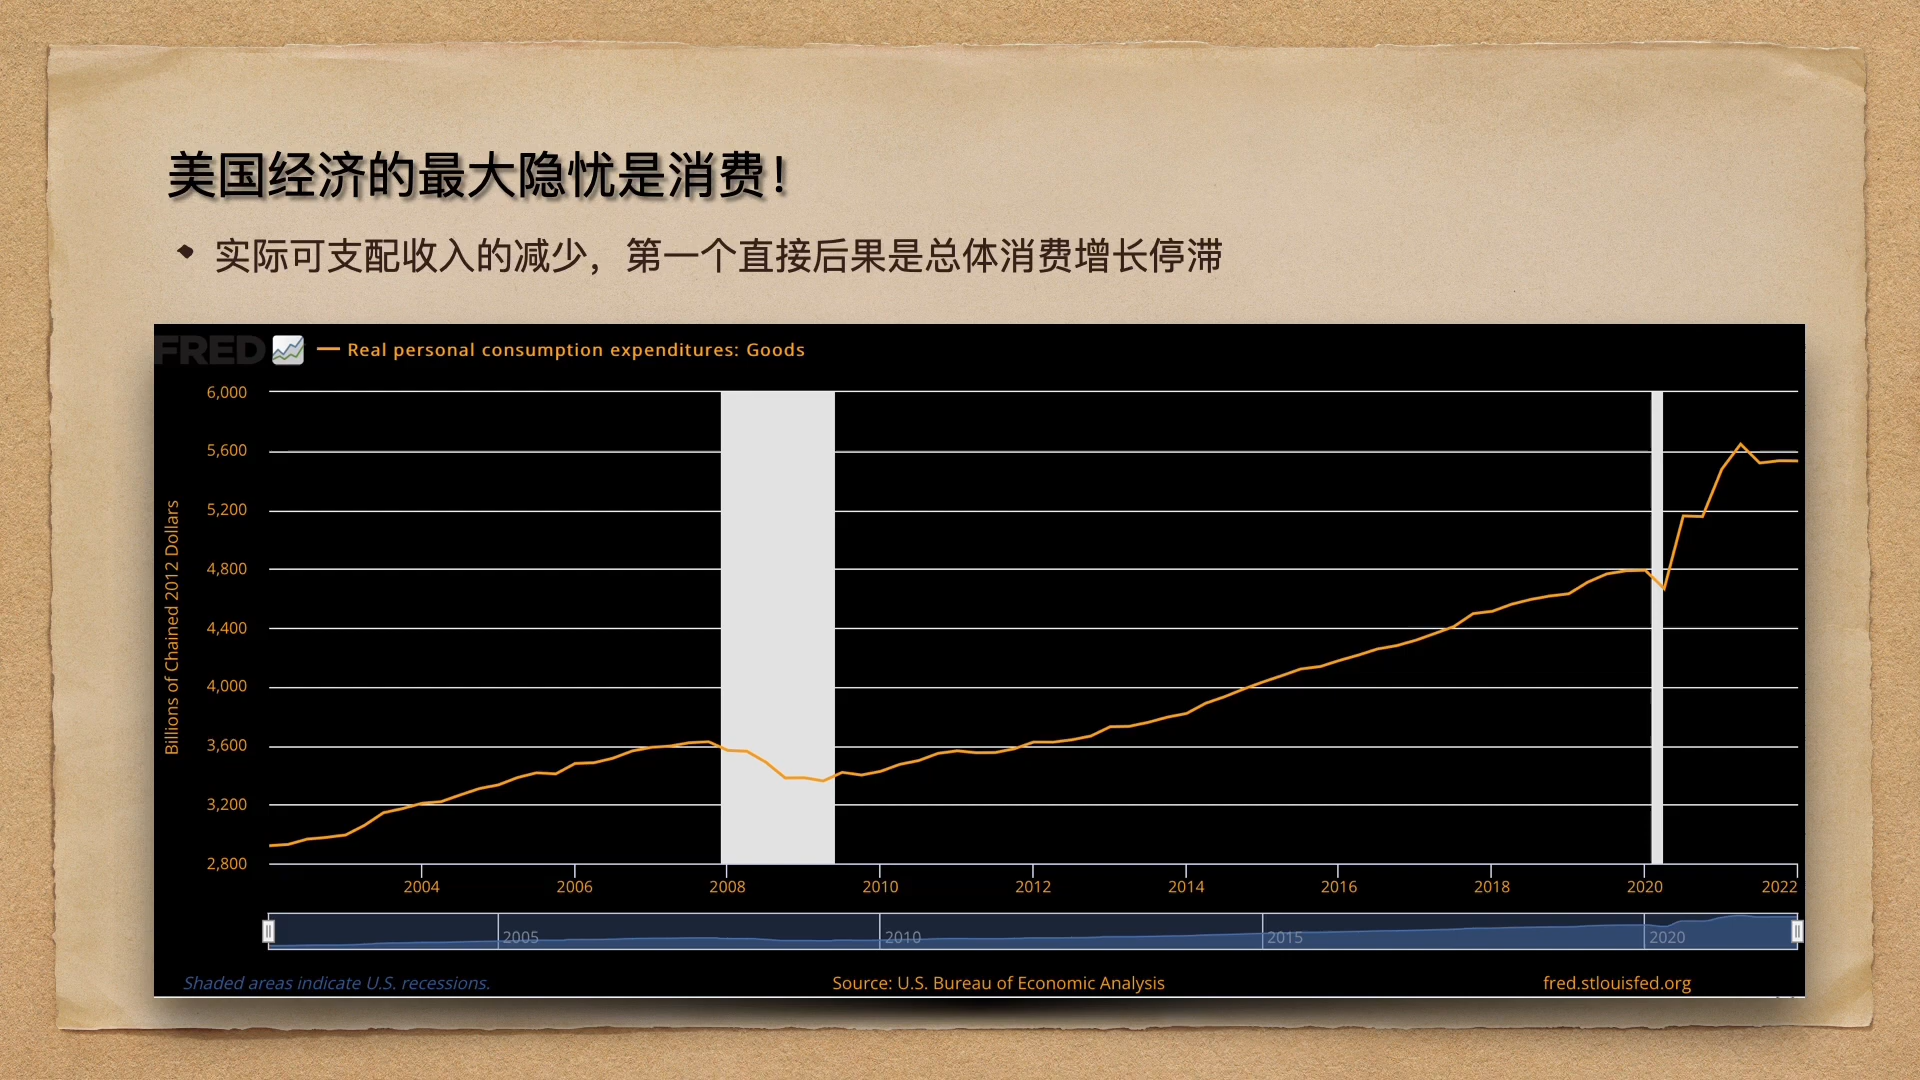 美国经济的最大隐忧是消费！
实际可支配收入的减少，第一个直接后果是总体消费增长停滞
FRED
Real personal consumption expenditures: Goods
Billions of Chained 2012 Dollars
6,000
5,600
5,200
4,800
4,400
4,000
3,600
3,200
2,800
2004 2006 2008 2010 2012 2014 2016 2018 2020 2022
2005 2010 2015 2020
Shaded areas indicate U.S. recessions. Source: U.S. Bureau of Economic Analysis fred.stlouisfed.org